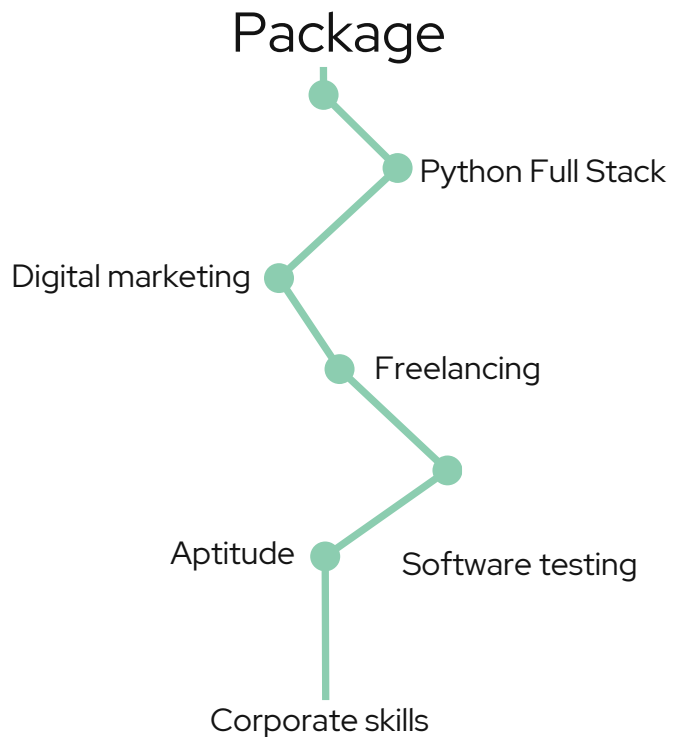 Package
Python Full Stack
Digital marketing
Freelancing
Aptitude
Software testing
Corporate skills